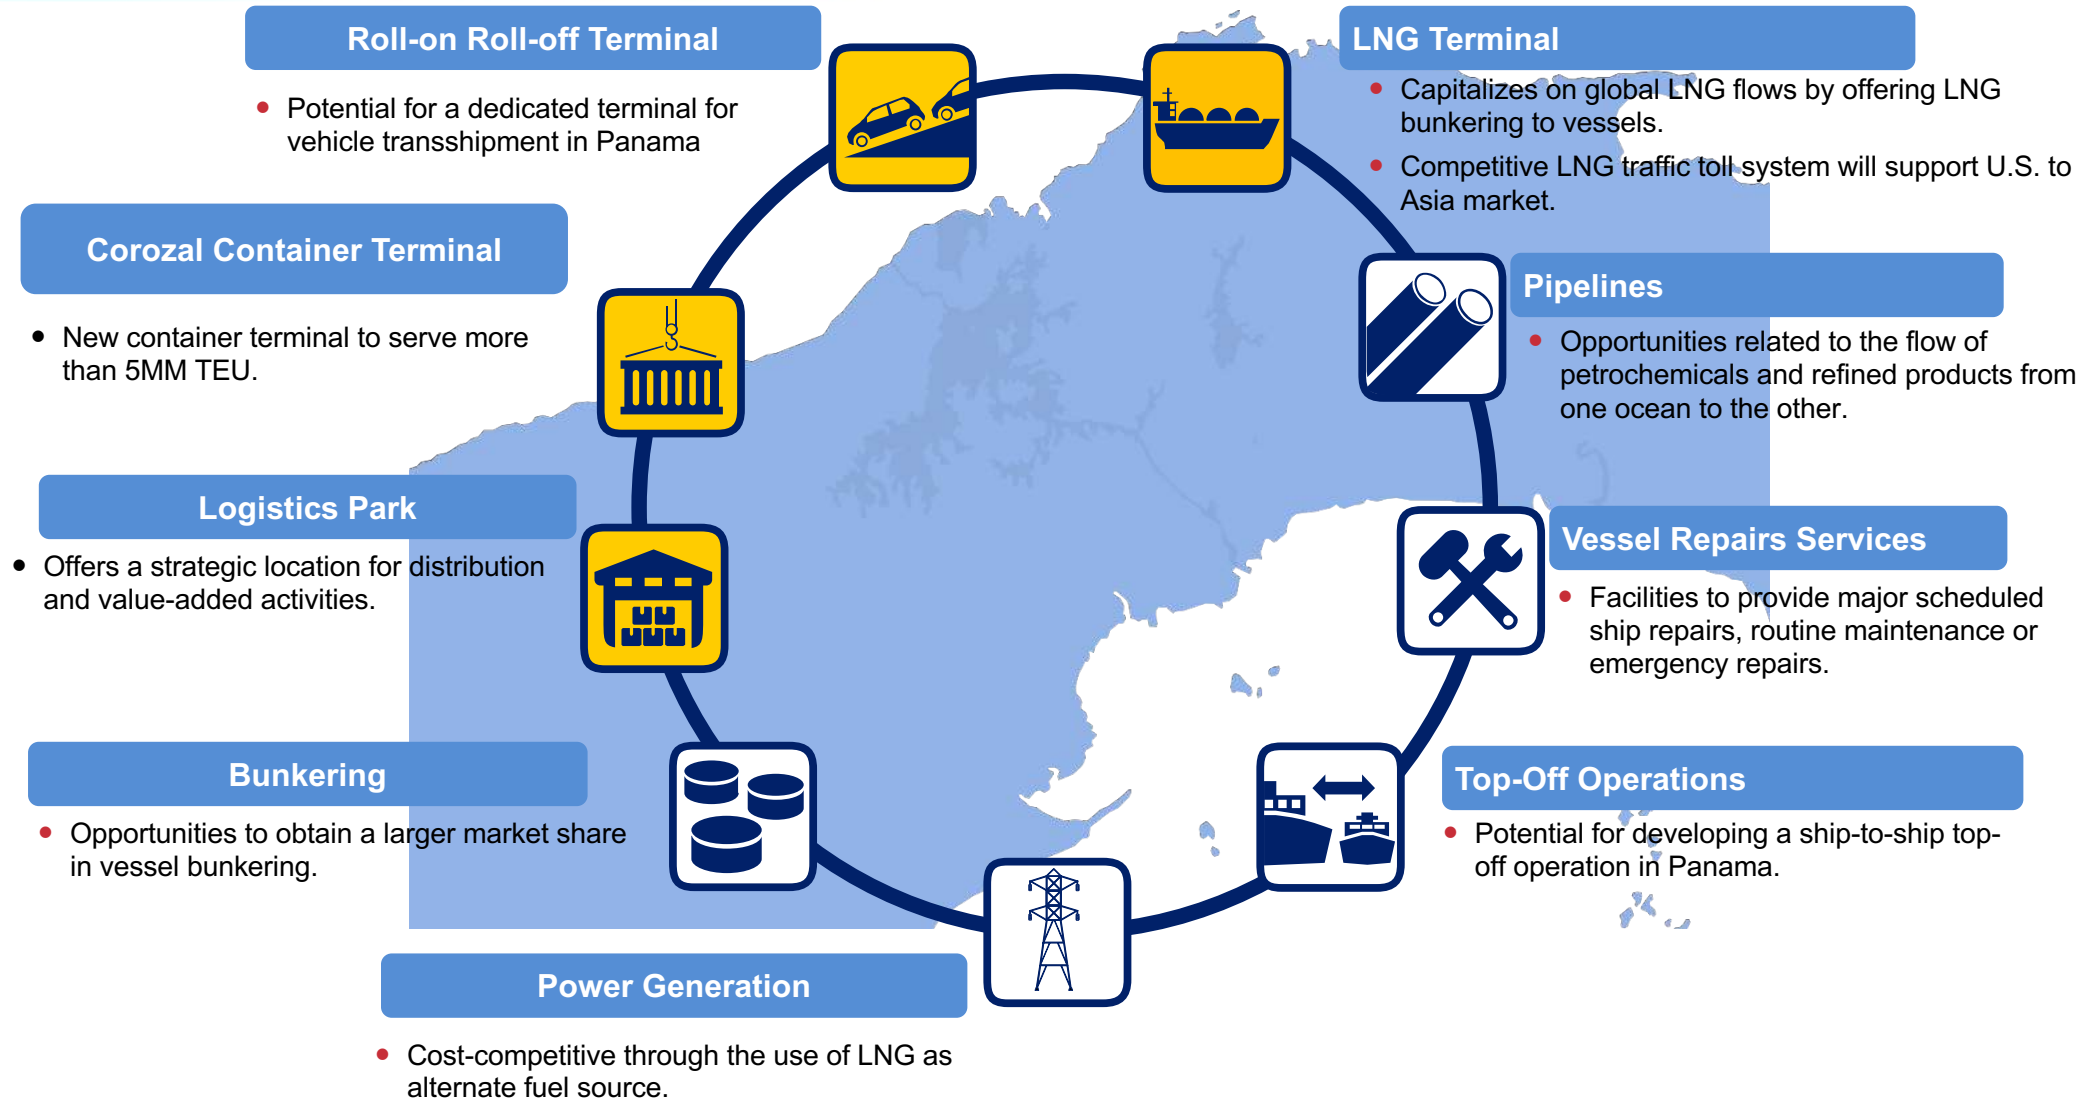 Roll-on Roll-off Terminal
• Potential for a dedicated terminal for
vehicle transshipment in Panama
LNG Terminal
• Capitalizes on global LNG flows by offering LNG
bunkering to vessels.
• Competitive LNG traffic toll system will support U.S. to
Asia market.
Corozal Container Terminal
• New container terminal to serve more
than 5MM TEU.
Pipelines
• Opportunities related to the flow of
petrochemicals and refined products from
one ocean to the other.
Logistics Park
• Offers a strategic location for distribution
and value-added activities.
Vessel Repairs Services
• Facilities to provide major scheduled
ship repairs, routine maintenance or
emergency repairs.
Bunkering
• Opportunities to obtain a larger market share
in vessel bunkering.
Top-Off Operations
• Potential for developing a ship-to-ship top-
off operation in Panama.
Power Generation
• Cost-competitive through the use of LNG as
alternate fuel source.